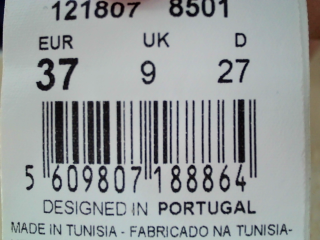 121807 8501
EUR UK D
37 9 27
5 609807 188864
DESIGNED IN PORTUGAL
MADE IN TUNISIA - FABRICADO NA TUNISIA-